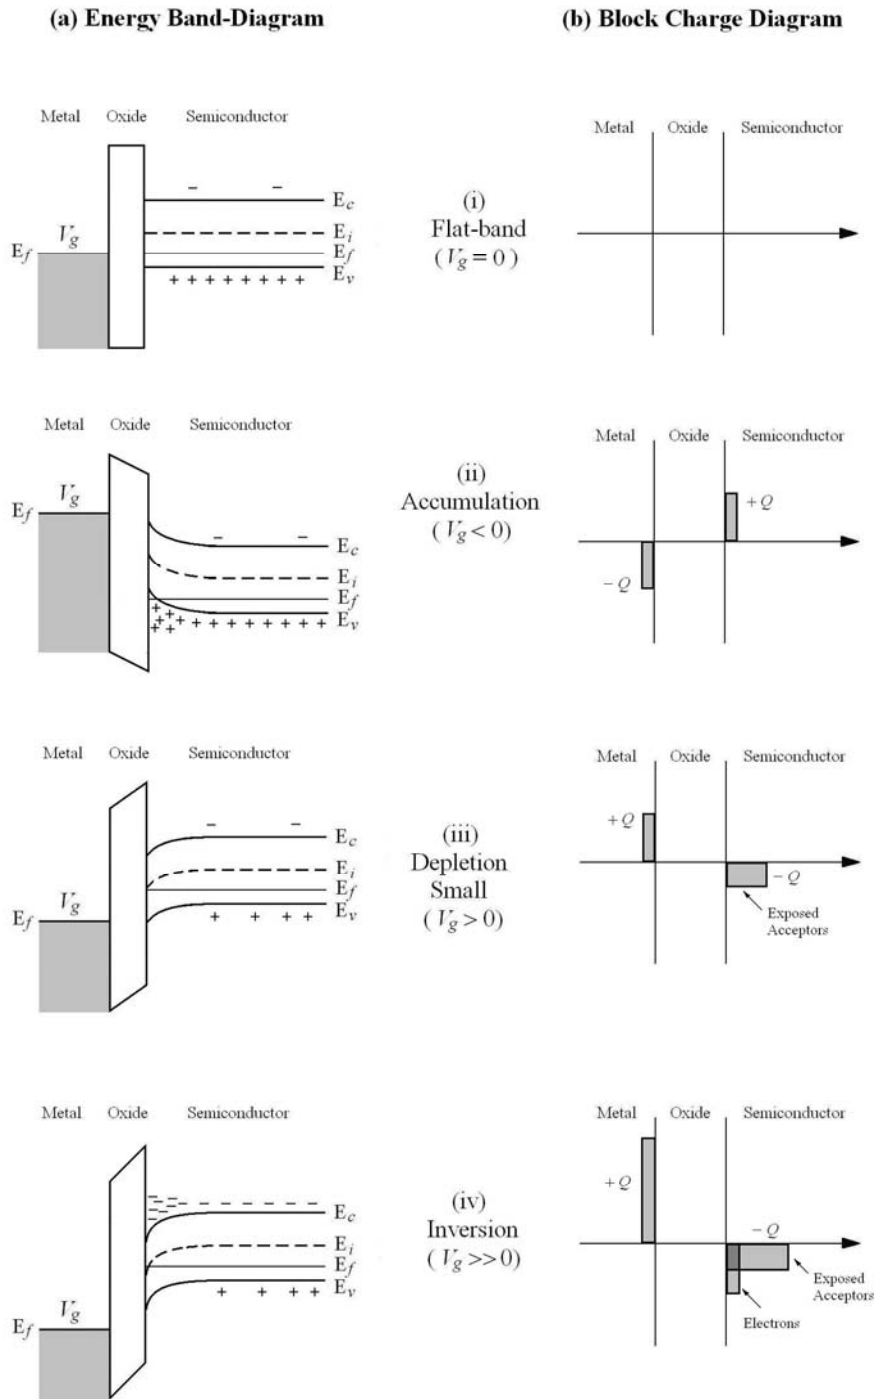 (a) Energy Band-Diagram
(b) Block Charge Diagram
Metal Oxide Semiconductor
E_c
E_i
E_f
E_v
E_f
V_g
− −
+ + + + + + + +
(i)
Flat-band
( V_g = 0 )
Metal Oxide Semiconductor
Metal Oxide Semiconductor
E_f
V_g
− −
E_c
E_i
E_f
E_v
(ii)
Accumulation
( V_g < 0 )
Metal Oxide Semiconductor
+ Q
− Q
Metal Oxide Semiconductor
E_f
V_g
− −
E_c
E_i
E_f
E_v
+ + + +
(iii)
Depletion
Small
( V_g > 0 )
Metal Oxide Semiconductor
+ Q
− Q
Exposed
Acceptors
Metal Oxide Semiconductor
E_f
V_g
E_c
E_i
E_f
E_v
+ + + +
(iv)
Inversion
( V_g >> 0 )
Metal Oxide Semiconductor
+ Q
− Q
Exposed
Acceptors
Electrons